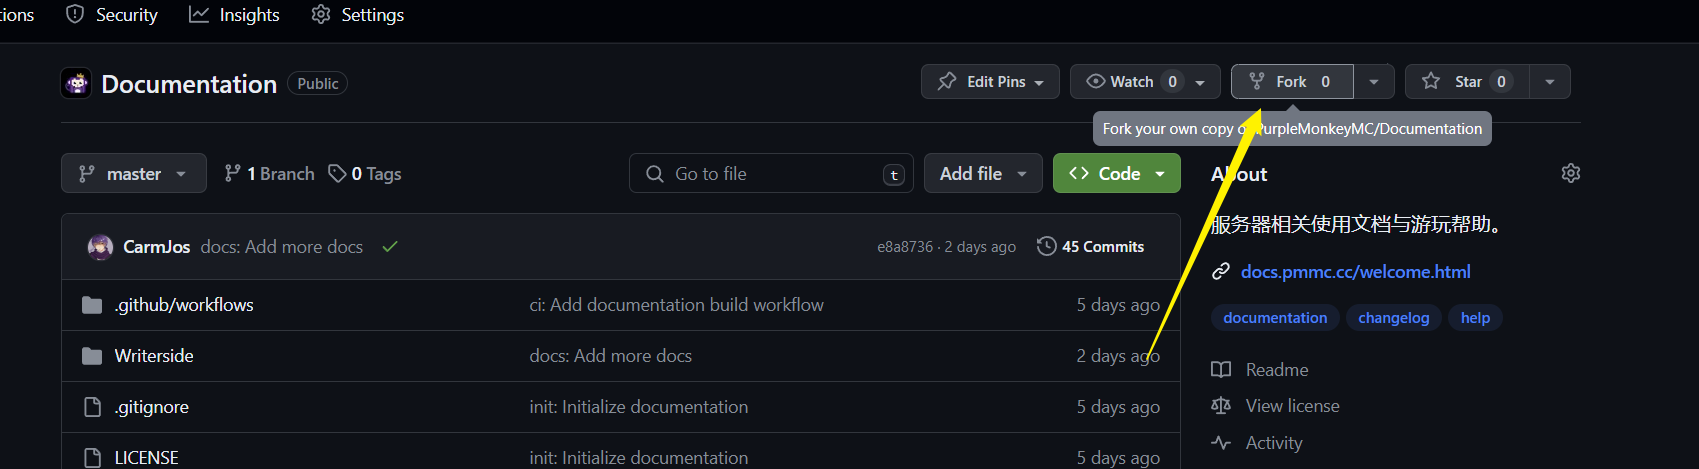 tions Security Insights Settings
Documentation Public Edit Pins Watch 0 Fork 0 Star 0
Fork your own copy of PurpleMonkeyMC/Documentation
master 1 Branch 0 Tags Go to file t Add file Code
About
服务器相关使用文档与游玩帮助。
docs.pmmc.cc/welcome.html
documentation changelog help
Readme
View license
Activity
CarmJos docs: Add more docs e8a8736 · 2 days ago 45 Commits
.github/workflows ci: Add documentation build workflow 5 days ago
Writerside docs: Add more docs 2 days ago
.gitignore init: Initialize documentation 5 days ago
LICENSE init: Initialize documentation 5 days ago